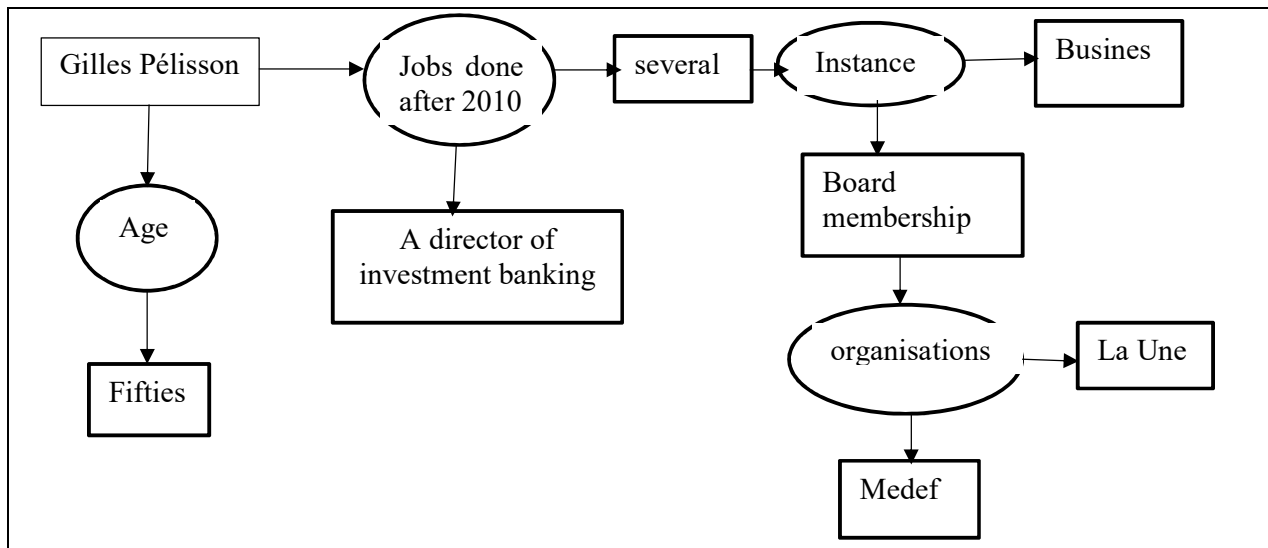 Gilles Pélisson
Jobs done
after 2010
several
Instance
Busines
Board
membership
Age
A director of
investment banking
organisations
La Une
Fifties
Medef